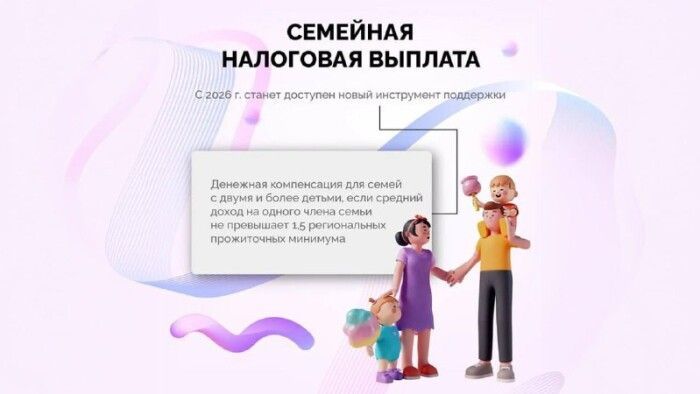 СЕМЕЙНАЯ
НАЛОГОВАЯ ВЫПЛАТА
С 2026 г. станет доступен новый инструмент поддержки
Денежная компенсация для семей
с двумя и более детьми, если средний
доход на одного члена семьи
не превышает 1,5 региональных
прожиточных минимума